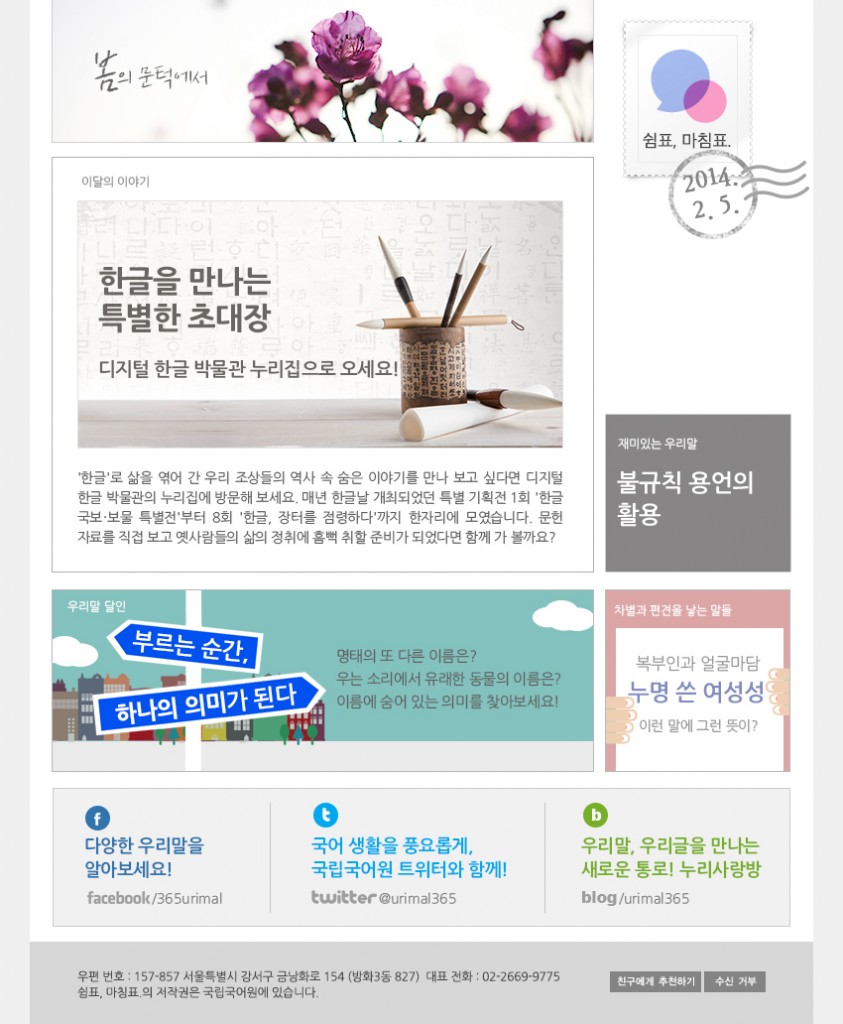 봄의 문턱에서
쉼표, 마침표.
2014.
2. 5.
이달의 이야기
한글을 만나는
특별한 초대장
디지털 한글 박물관 누리집으로 오세요!
'한글'로 삶을 엮어 간 우리 조상들의 역사 속 숨은 이야기를 만나 보고 싶다면 디지털
한글 박물관의 누리집에 방문해 보세요. 매년 한글날 개최되었던 특별 기획전 1회 '한글
국보·보물 특별전'부터 8회 '한글, 장터를 점령하다'까지 한자리에 모였습니다. 문헌
자료를 직접 보고 옛사람들의 삶의 정취에 흠뻑 취할 준비가 되었다면 함께 가 볼까요?
재미있는 우리말
불규칙 용언의
활용
우리말 달인
부르는 순간,
하나의 의미가 된다
명태의 또 다른 이름은?
우는 소리에서 유래한 동물의 이름은?
이름에 숨어 있는 의미를 찾아보세요!
차별과 편견을 낳는 말들
복부인과 얼굴마담
누명 쓴 여성성
이런 말에 그런 뜻이?
f
다양한 우리말을
알아보세요!
facebook/365urimal
t
국어 생활을 풍요롭게,
국립국어원 트위터와 함께!
twitter@urimal365
b
우리말, 우리글을 만나는
새로운 통로! 누리사랑방
blog/urimal365
우편 번호 : 157-857 서울특별시 강서구 금낭화로 154 (방화3동 827) 대표 전화 : 02-2669-9775
쉼표, 마침표.의 저작권은 국립국어원에 있습니다.
친구에게 추천하기
수신 거부